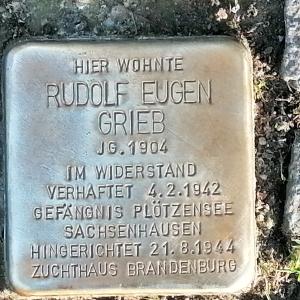 HIER WOHNTE
RUDOLF EUGEN
GRIEB
JG. 1904
IM WIDERSTAND
VERHAFTET 4.2.1942
GEFÄNGNIS PLÖTZENSEE
SACHSENHAUSEN
HINGERICHTET 21.8.1944
ZUCHTHAUS BRANDENBURG